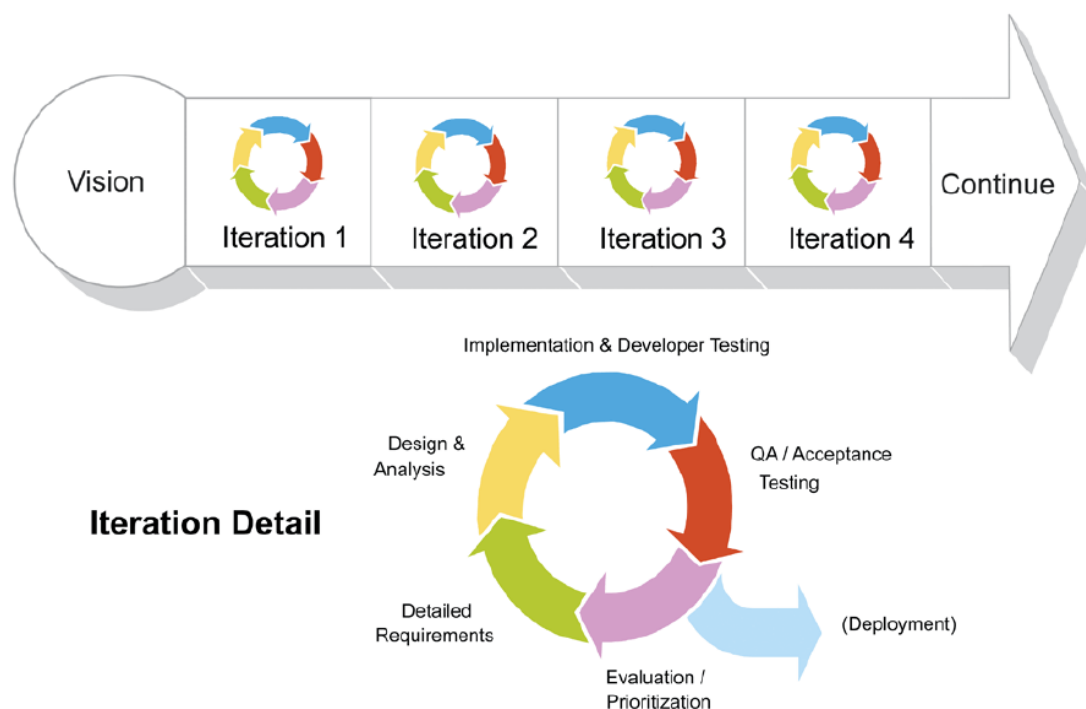 Vision
Iteration 1
Iteration 2
Iteration 3
Iteration 4
Continue
Implementation & Developer Testing
Design &
Analysis
QA / Acceptance
Testing
Iteration Detail
Detailed
Requirements
(Deployment)
Evaluation /
Prioritization